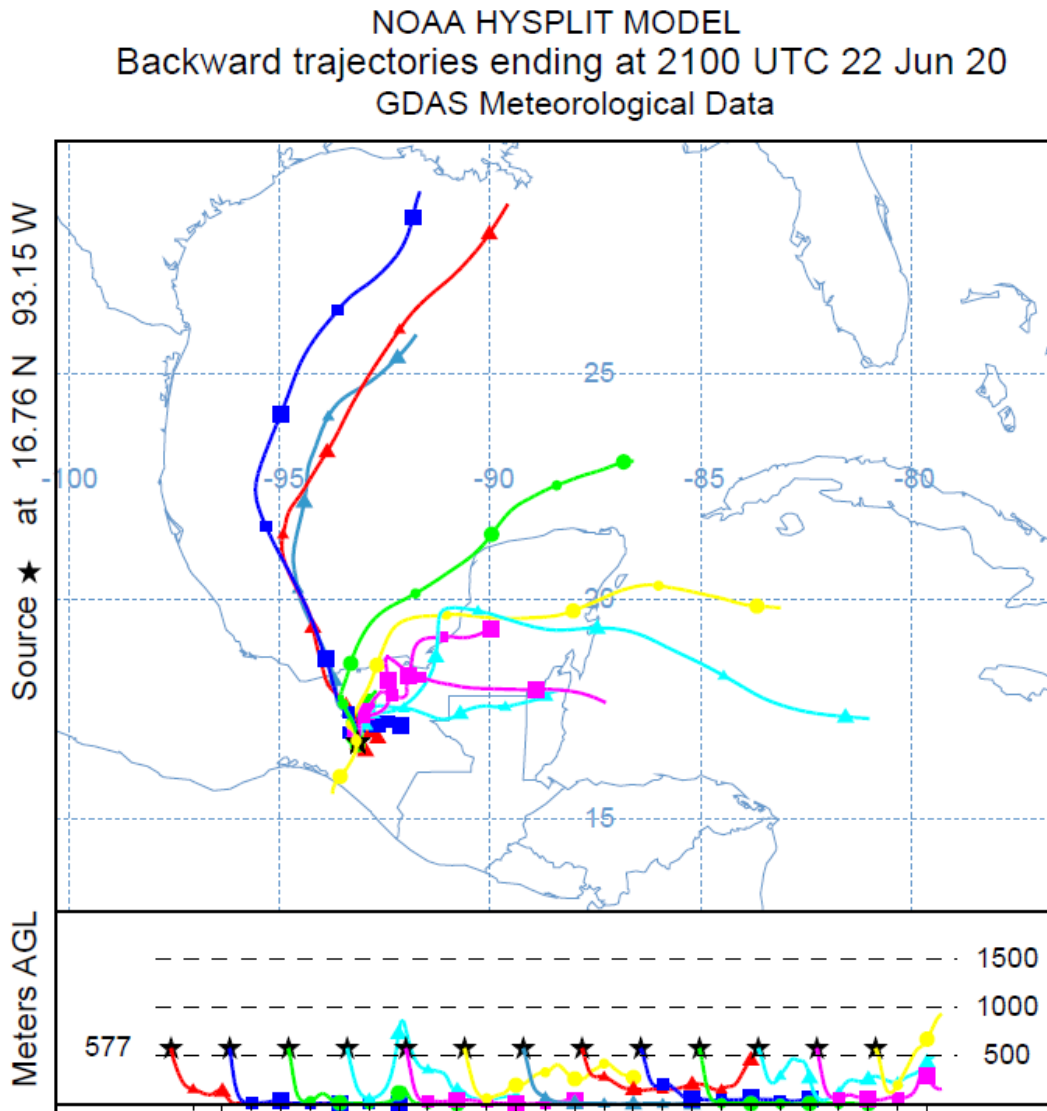 NOAA HYSPLIT MODEL
Backward trajectories ending at 2100 UTC 22 Jun 20
GDAS Meteorological Data
Source ★ at 16.76 N 93.15 W
25
-100 -95 -90 -85 -80
20
15
Meters AGL
577
1500
1000
500